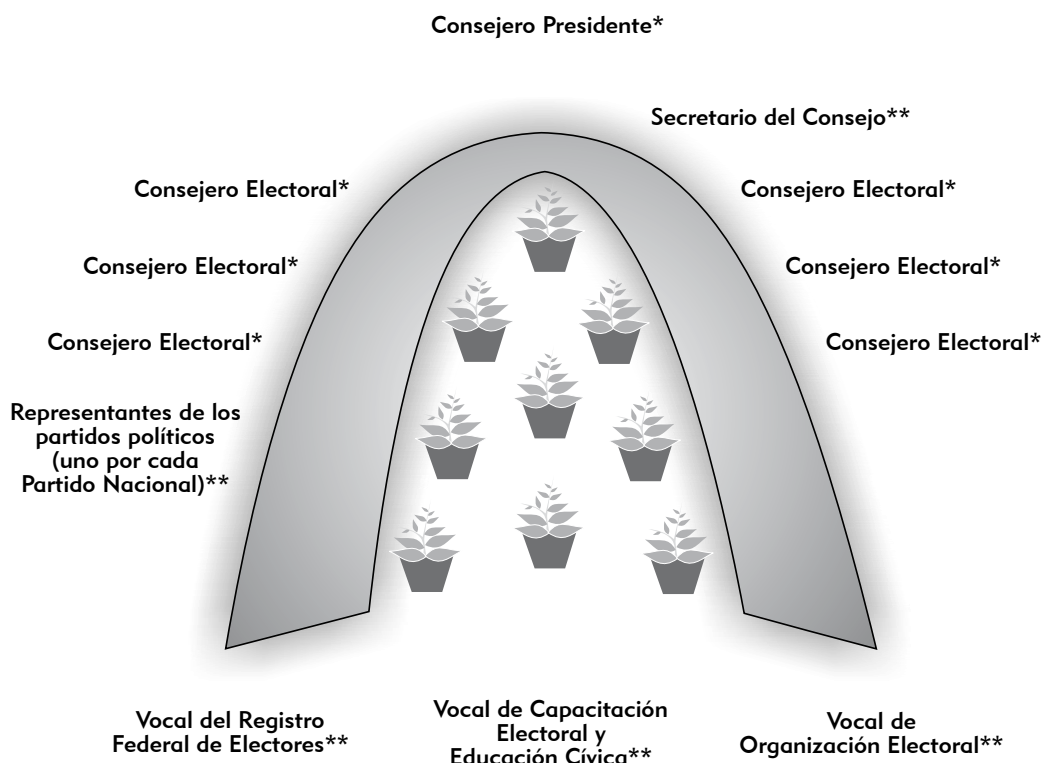 Consejero Presidente*
Secretario del Consejo**
Consejero Electoral*
Consejero Electoral*
Consejero Electoral*
Consejero Electoral*
Consejero Electoral*
Consejero Electoral*
Representantes de los
partidos políticos
(uno por cada
Partido Nacional)**
Vocal del Registro
Federal de Electores**
Vocal de Capacitación
Electoral y
Educación Cívica**
Vocal de
Organización Electoral**